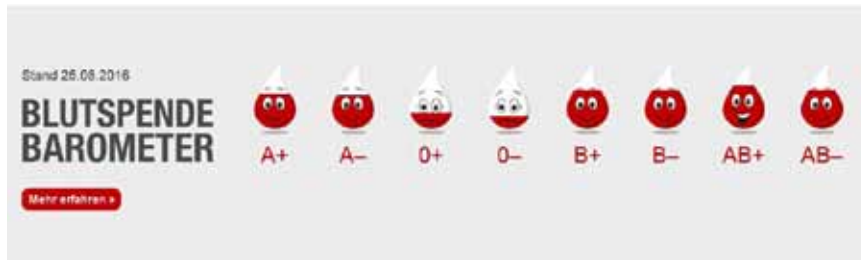 Stand 26.08.2016
BLUTSPENDE
BAROMETER
A+ A– 0+ 0– B+ B– AB+ AB–
Mehr erfahren »